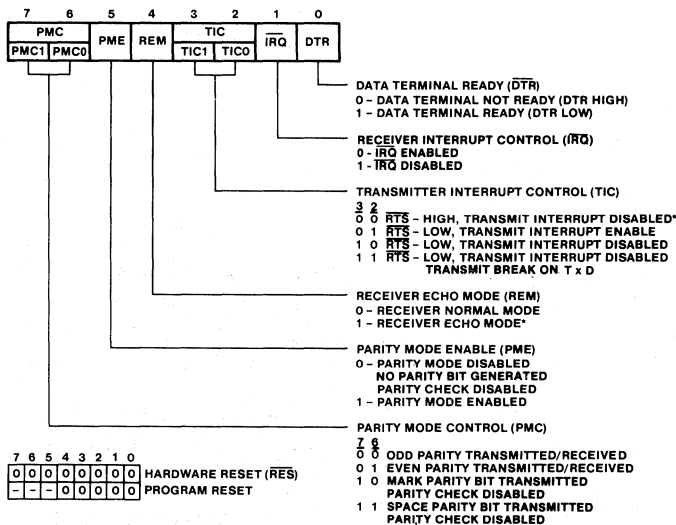 7 6 5 4 3 2 1 0
PMC PME REM TIC IRQ DTR
PMC1 PMC0 TIC1 TIC0
DATA TERMINAL READY (DTR)
0 – DATA TERMINAL NOT READY (DTR HIGH)
1 – DATA TERMINAL READY (DTR LOW)
RECEIVER INTERRUPT CONTROL (IRQ)
0 - IRQ ENABLED
1 - IRQ DISABLED
TRANSMITTER INTERRUPT CONTROL (TIC)
3 2
0 0 RTS – HIGH, TRANSMIT INTERRUPT DISABLED*
0 1 RTS – LOW, TRANSMIT INTERRUPT ENABLE
1 0 RTS – LOW, TRANSMIT INTERRUPT DISABLED
1 1 RTS – LOW, TRANSMIT INTERRUPT DISABLED
TRANSMIT BREAK ON T x D
RECEIVER ECHO MODE (REM)
0 – RECEIVER NORMAL MODE
1 – RECEIVER ECHO MODE*
PARITY MODE ENABLE (PME)
0 – PARITY MODE DISABLED
NO PARITY BIT GENERATED
PARITY CHECK DISABLED
1 – PARITY MODE ENABLED
PARITY MODE CONTROL (PMC)
7 6
0 0 ODD PARITY TRANSMITTED/RECEIVED
0 1 EVEN PARITY TRANSMITTED/RECEIVED
1 0 MARK PARITY BIT TRANSMITTED
PARITY CHECK DISABLED
1 1 SPACE PARITY BIT TRANSMITTED
PARITY CHECK DISABLED
7 6 5 4 3 2 1 0
0 0 0 0 0 0 0 0 HARDWARE RESET (RES)
– – – 0 0 0 0 0 PROGRAM RESET